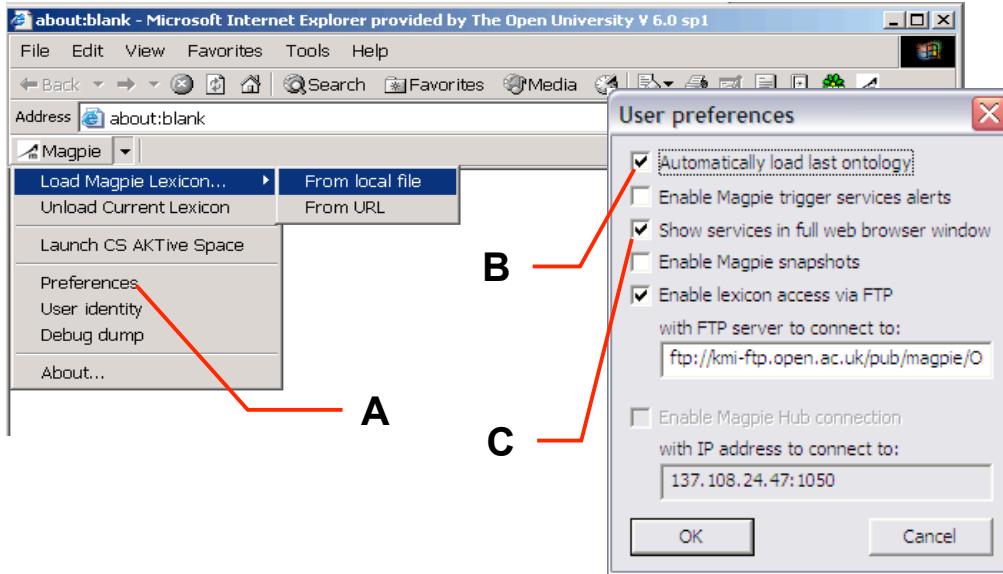 about:blank - Microsoft Internet Explorer provided by The Open University V 6.0 sp1
File Edit View Favorites Tools Help
Back Search Favorites Media
Address about:blank
Magpie
Load Magpie Lexicon...
From local file
Unload Current Lexicon
From URL
Launch CS AKTive Space
Preferences
User identity
Debug dump
About...
A
B
C
User preferences
Automatically load last ontology
Enable Magpie trigger services alerts
Show services in full web browser window
Enable Magpie snapshots
Enable lexicon access via FTP
with FTP server to connect to:
ftp://kmi-ftp.open.ac.uk/pub/magpie/O
Enable Magpie Hub connection
with IP address to connect to:
137.108.24.47:1050
OK Cancel